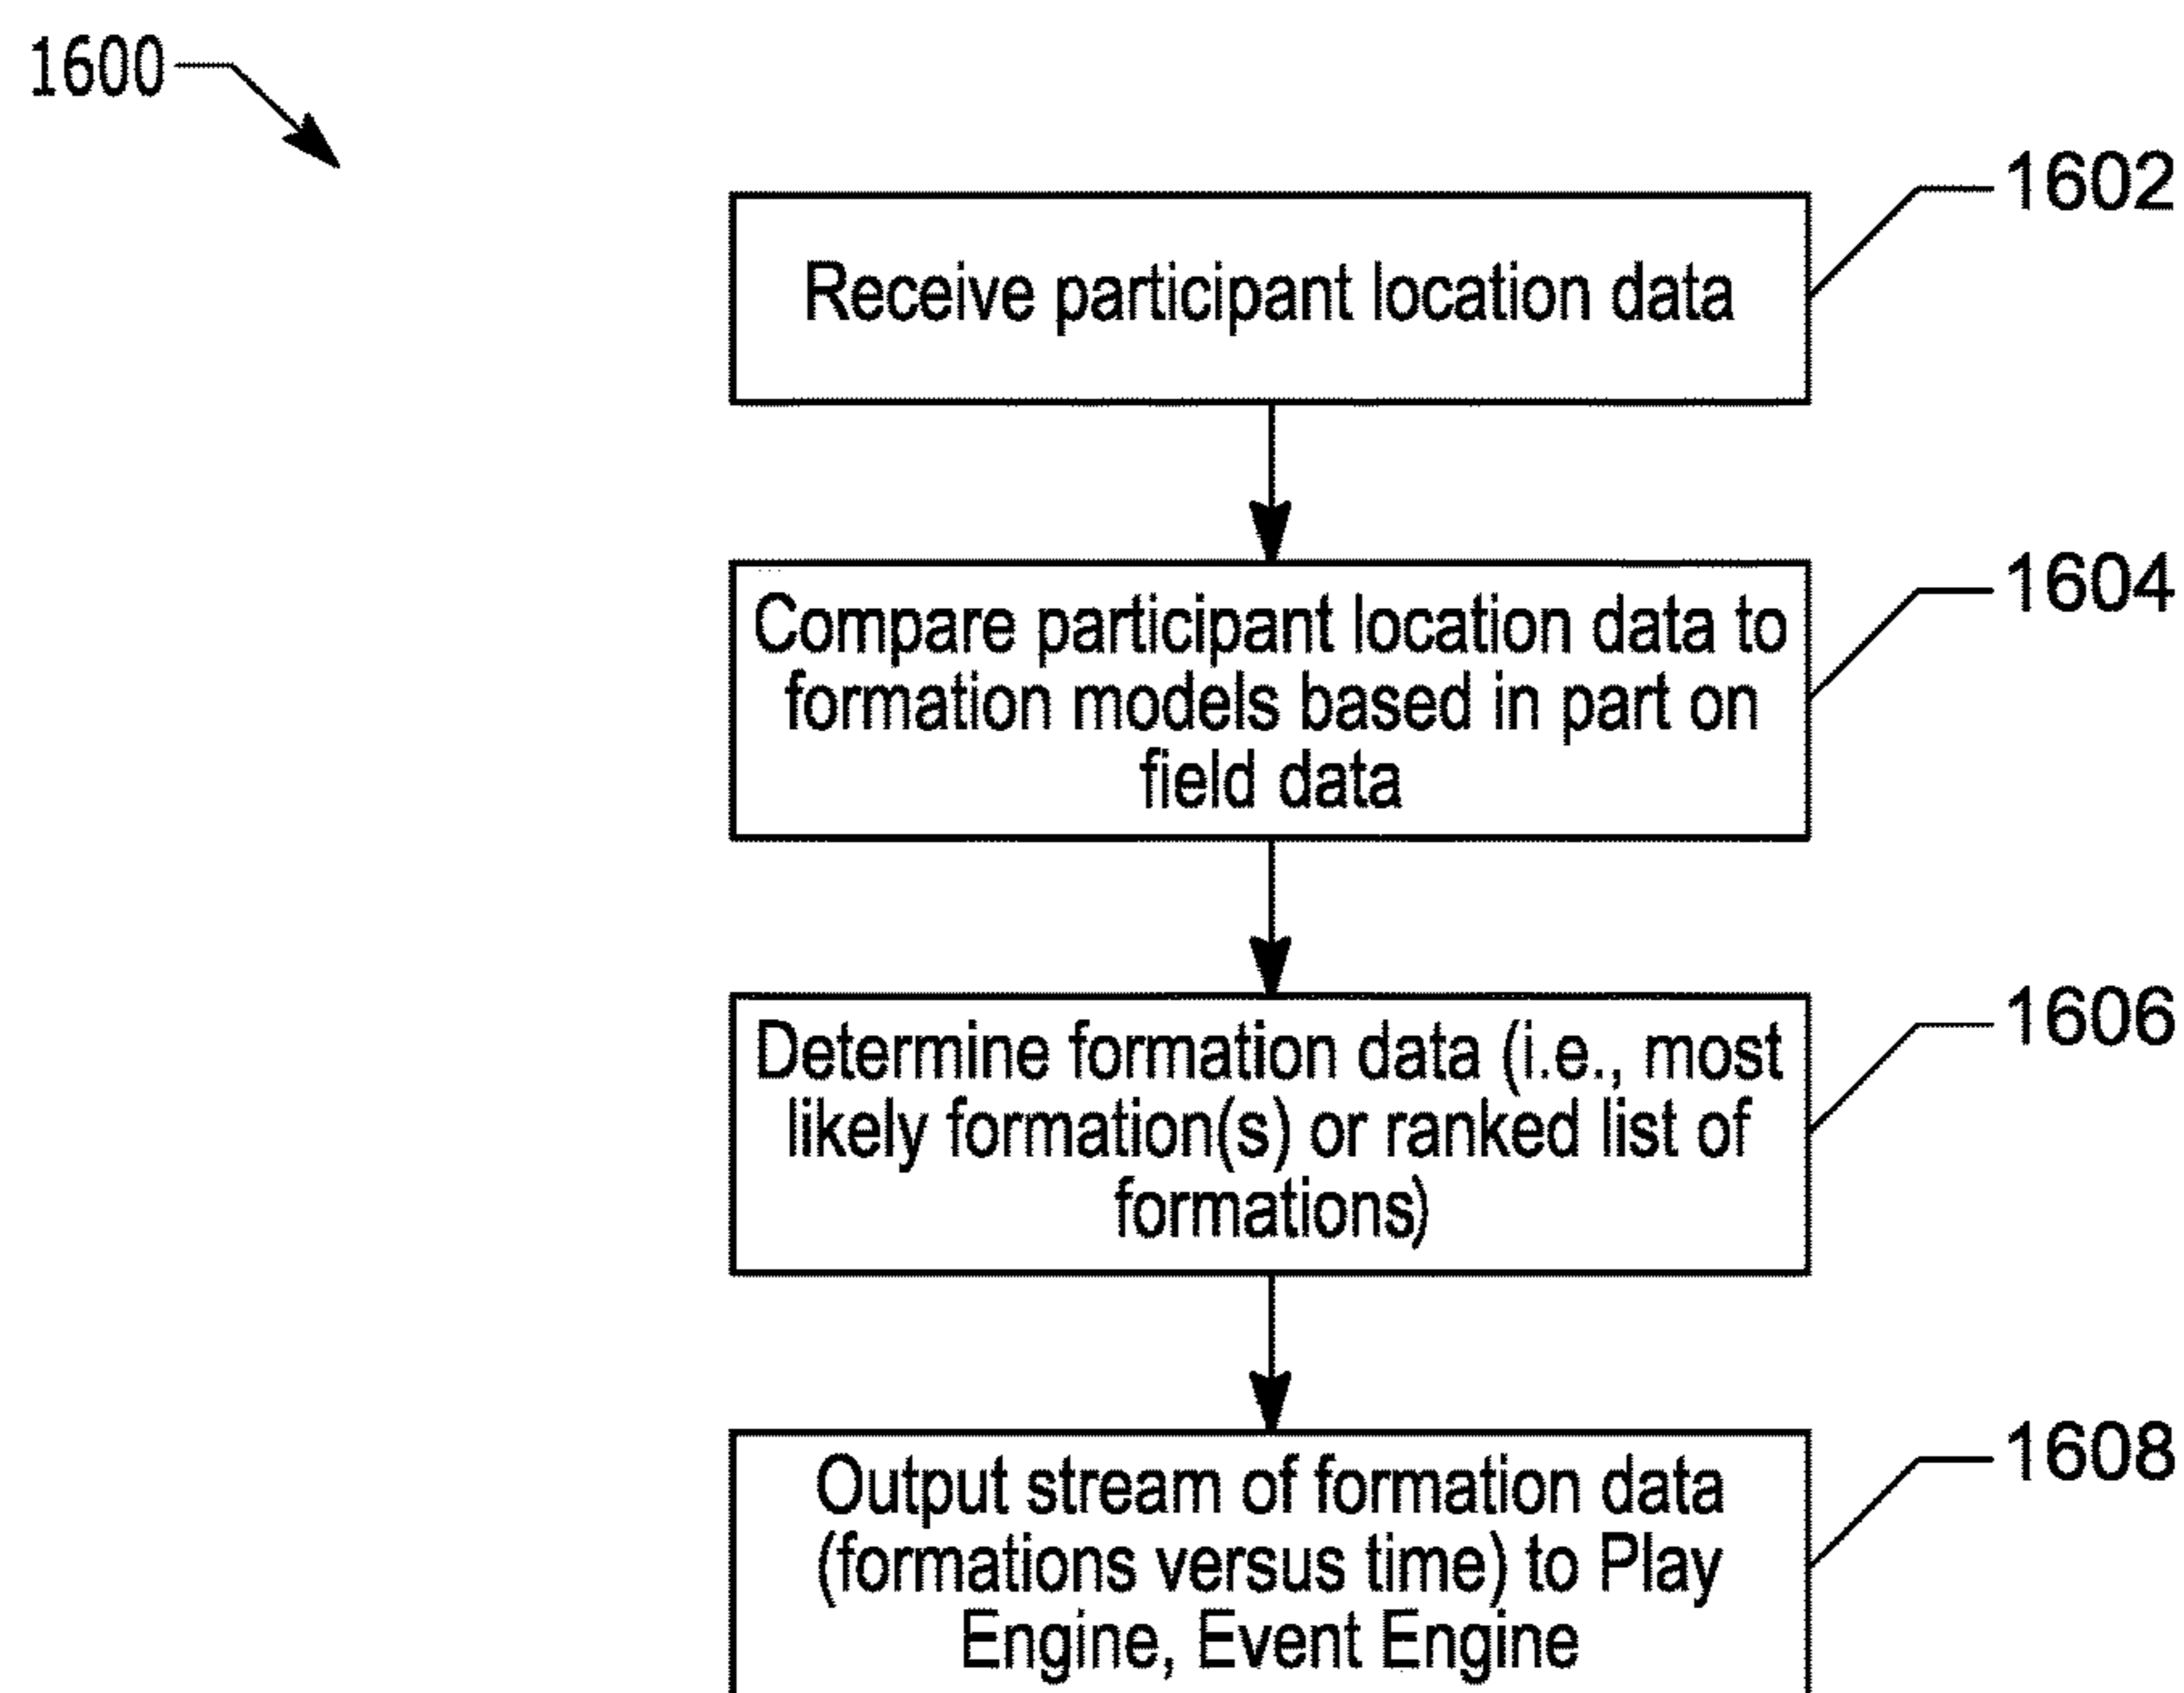 1600
1602
Receive participant location data
1604
Compare participant location data to
formation models based in part on
field data
1606
Determine formation data (i.e., most
likely formation(s) or ranked list of
formations)
1608
Output stream of formation data
(formations versus time) to Play
Engine, Event Engine